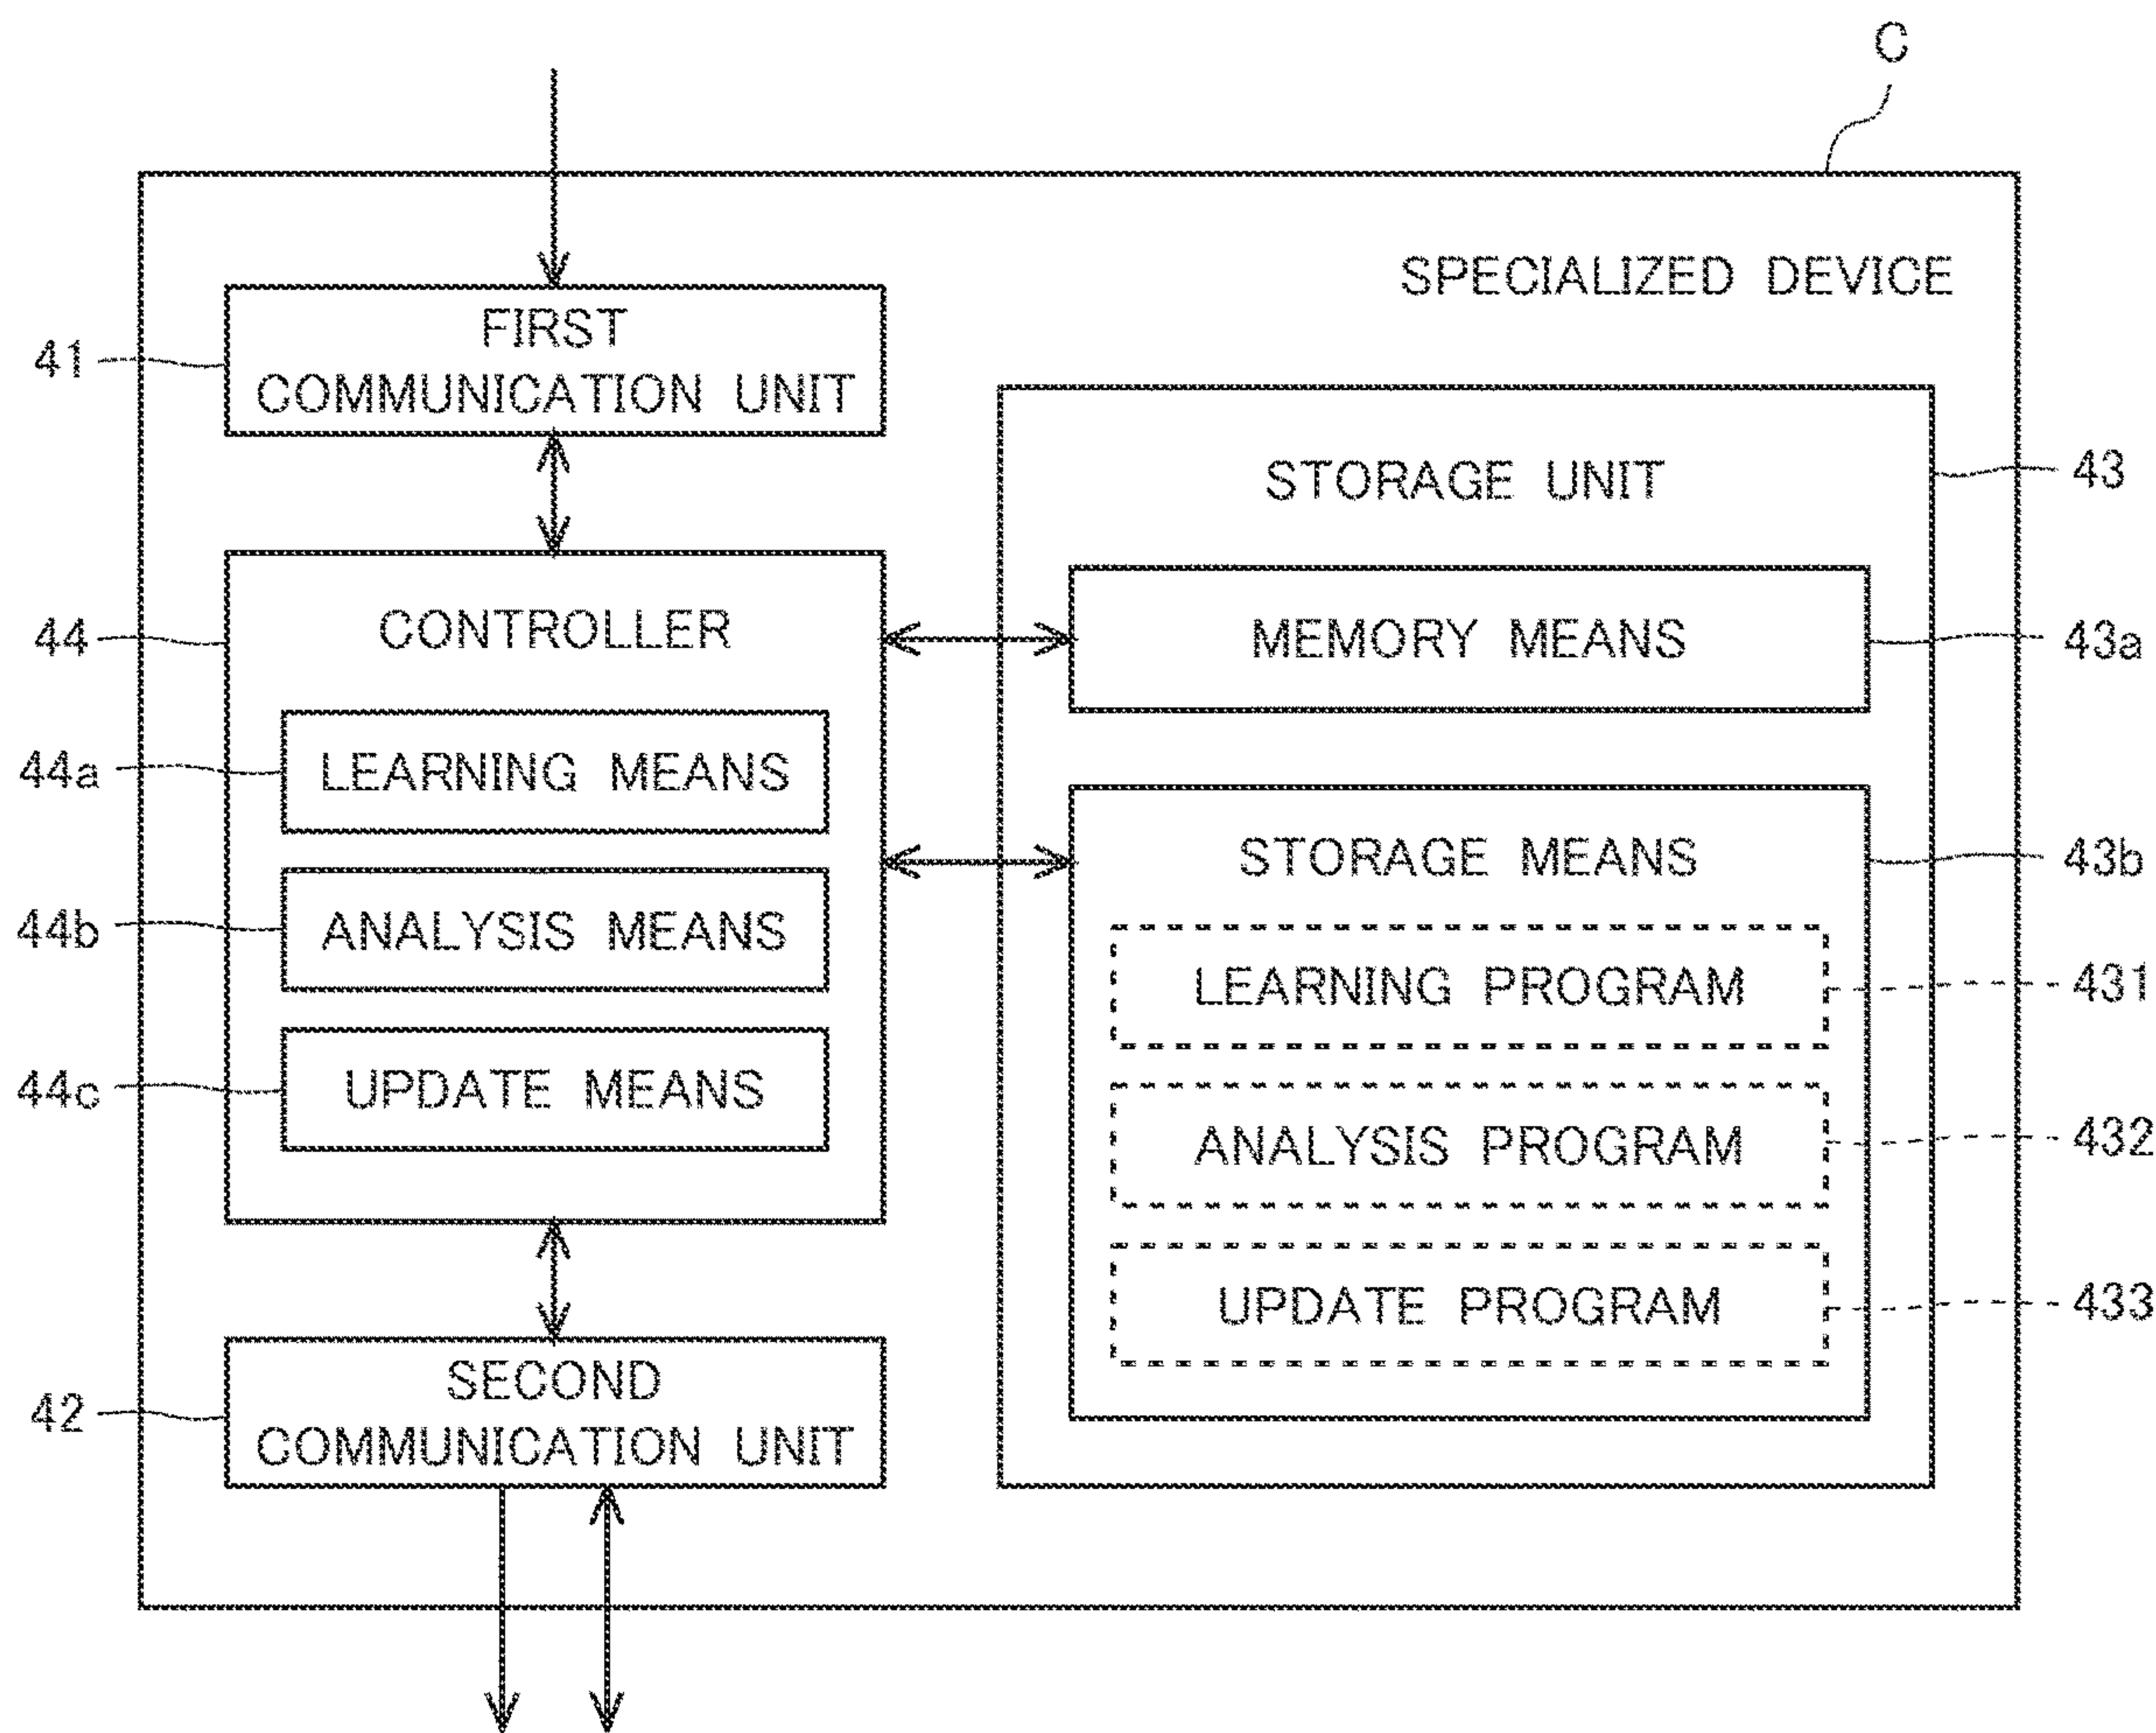 C
SPECIALIZED DEVICE
41
FIRST
COMMUNICATION UNIT
44
CONTROLLER
44a
LEARNING MEANS
44b
ANALYSIS MEANS
44c
UPDATE MEANS
42
SECOND
COMMUNICATION UNIT
STORAGE UNIT
43
MEMORY MEANS
43a
STORAGE MEANS
43b
LEARNING PROGRAM
431
ANALYSIS PROGRAM
432
UPDATE PROGRAM
433